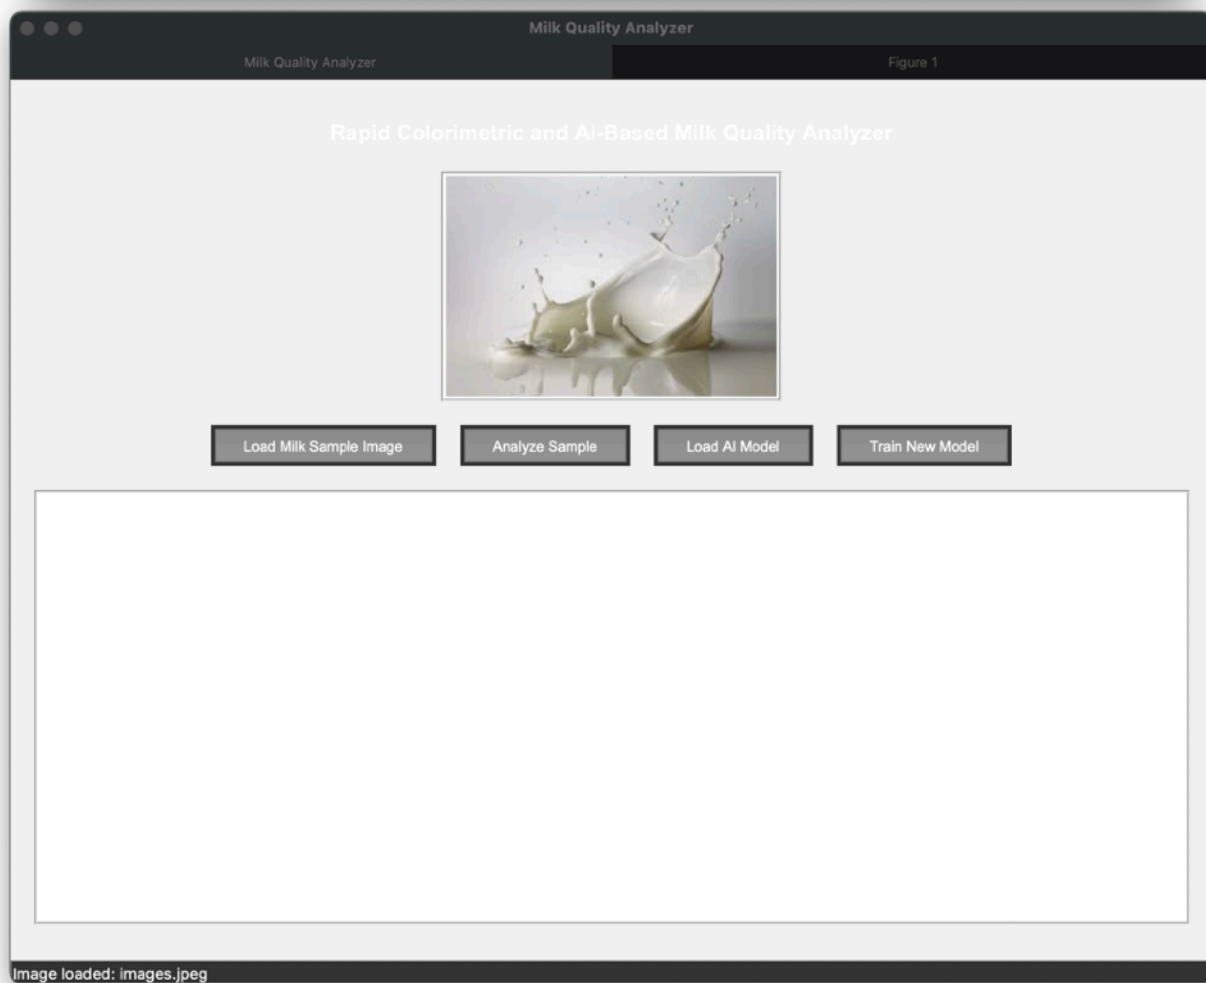 Milk Quality Analyzer
Milk Quality Analyzer Figure 1
Rapid Colorimetric and AI-Based Milk Quality Analyzer
Load Milk Sample Image Analyze Sample Load AI Model Train New Model
Image loaded: images.jpeg